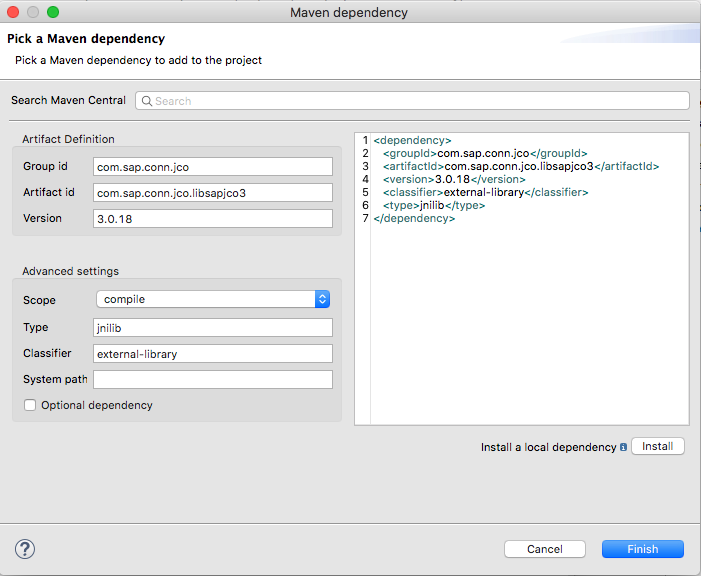 Maven dependency
Pick a Maven dependency
Pick a Maven dependency to add to the project
Search Maven Central
Search
Artifact Definition
Group id
com.sap.conn.jco
Artifact id
com.sap.conn.jco.libsapjco3
Version
3.0.18
Advanced settings
Scope
compile
Type
jnilib
Classifier
external-library
System path
Optional dependency
1 <dependency>
2 <groupId>com.sap.conn.jco</groupId>
3 <artifactId>com.sap.conn.jco.libsapjco3</artifactId>
4 <version>3.0.18</version>
5 <classifier>external-library</classifier>
6 <type>jnilib</type>
7 </dependency>
Install a local dependency i Install
? Cancel Finish